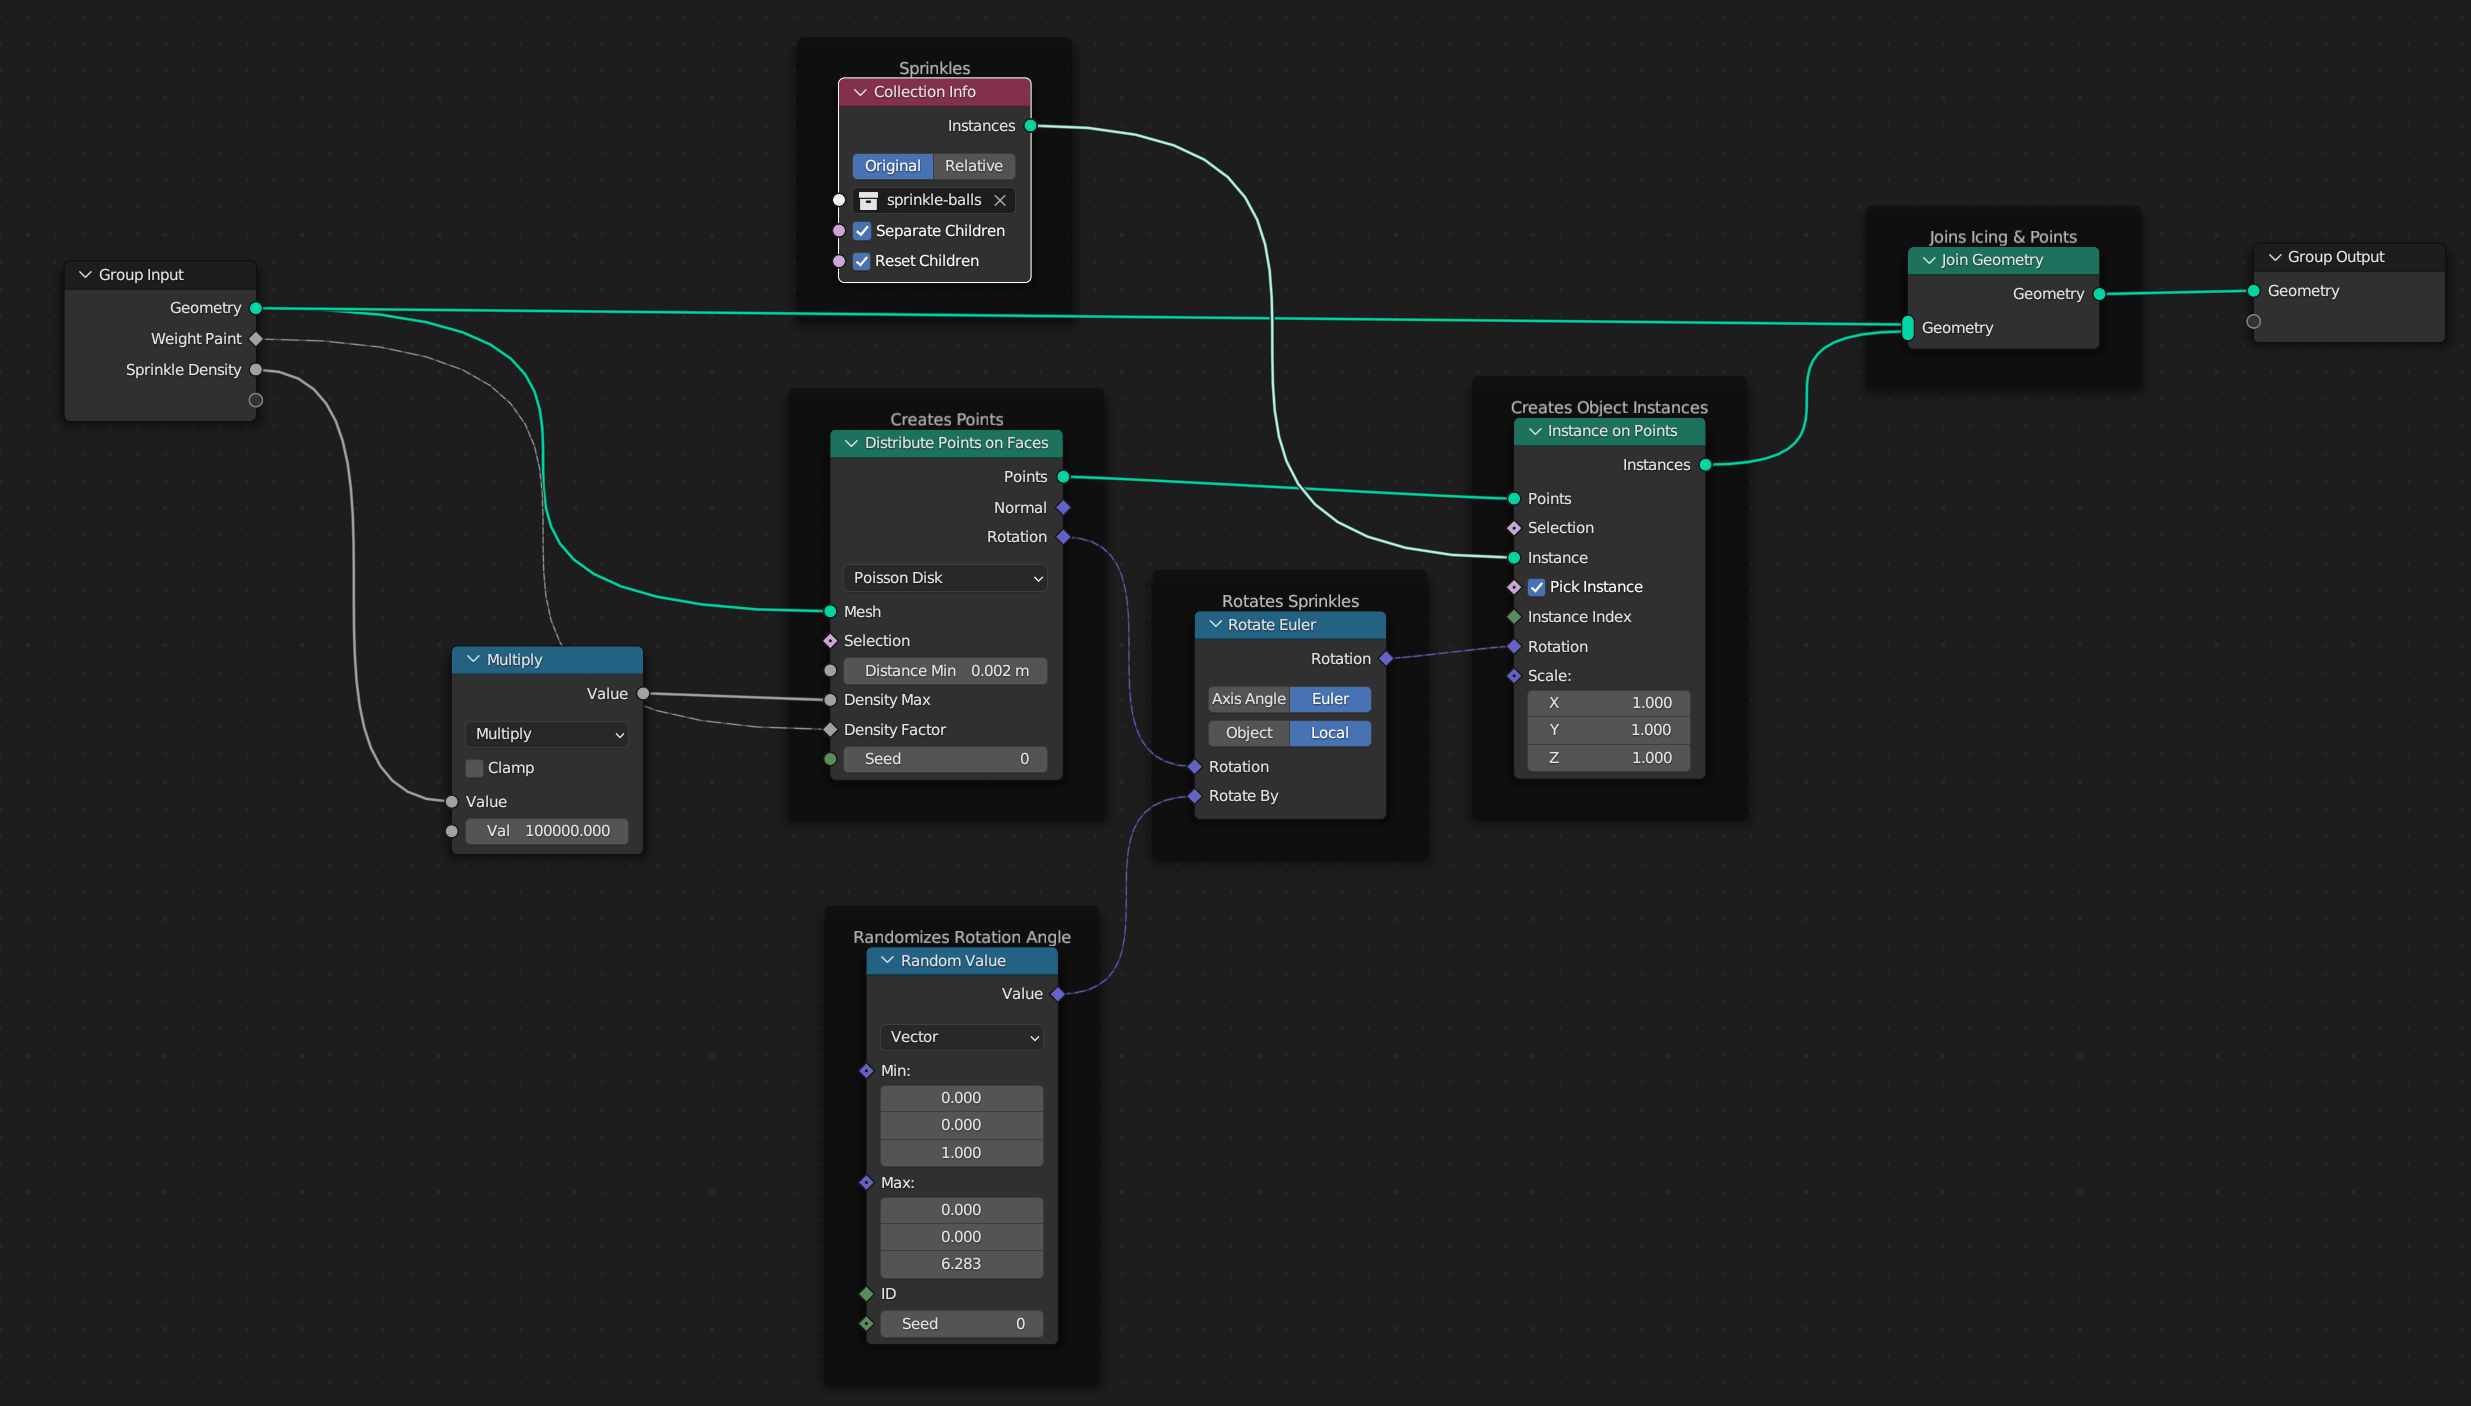 Sprinkles
Collection Info
Instances
Original Relative
sprinkle-balls
Separate Children
Reset Children
Group Input
Geometry
Weight Paint
Sprinkle Density
Multiply
Value
Multiply
Clamp
Value
Val 100000.000
Creates Points
Distribute Points on Faces
Points
Normal
Rotation
Poisson Disk
Mesh
Selection
Distance Min 0.002 m
Density Max
Density Factor
Seed 0
Randomizes Rotation Angle
Random Value
Value
Vector
Min:
0.000
0.000
1.000
Max:
0.000
0.000
6.283
ID
Seed 0
Rotates Sprinkles
Rotate Euler
Rotation
Axis Angle Euler
Object Local
Rotation
Rotate By
Creates Object Instances
Instance on Points
Instances
Points
Selection
Instance
Pick Instance
Instance Index
Rotation
Scale:
X 1.000
Y 1.000
Z 1.000
Joins Icing & Points
Join Geometry
Geometry
Geometry
Group Output
Geometry